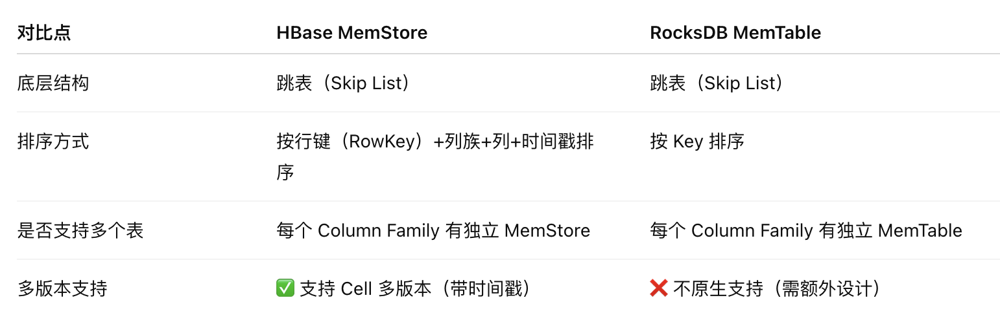 对比点 HBase MemStore RocksDB MemTable
底层结构 跳表（Skip List） 跳表（Skip List）
排序方式 按行键（RowKey）+列族+列+时间戳排 按 Key 排序
序
是否支持多个表 每个 Column Family 有独立 MemStore 每个 Column Family 有独立 MemTable
多版本支持 ✅ 支持 Cell 多版本（带时间戳） ❌ 不原生支持（需额外设计）